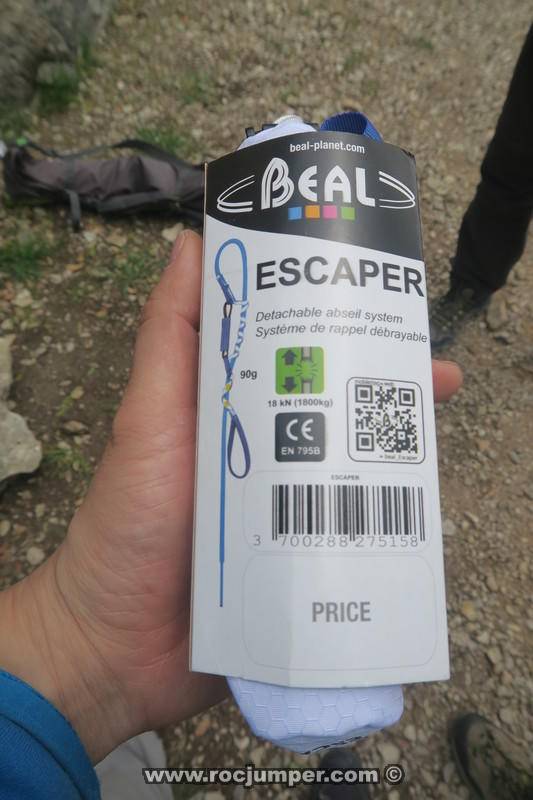 beal-planet.com
BEAL
ESCAPER
Detachable abseil system
Système de rappel débrayable
90g
18 kN (1800kg)
CE
EN 795B
beal_Escaper
ESCAPER
3 700288 275158
PRICE
www.rocjumper.com ©